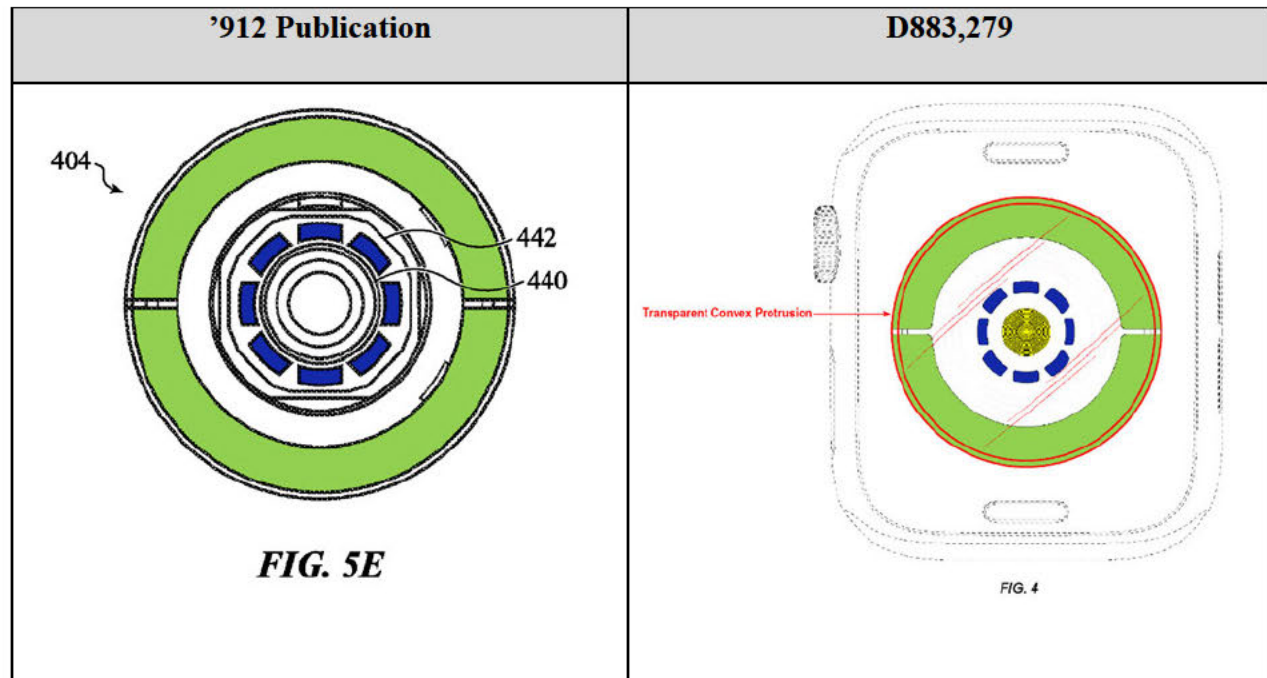 ’912 Publication
D883,279
404
442
440
FIG. 5E
Transparent Convex Protrusion
FIG. 4